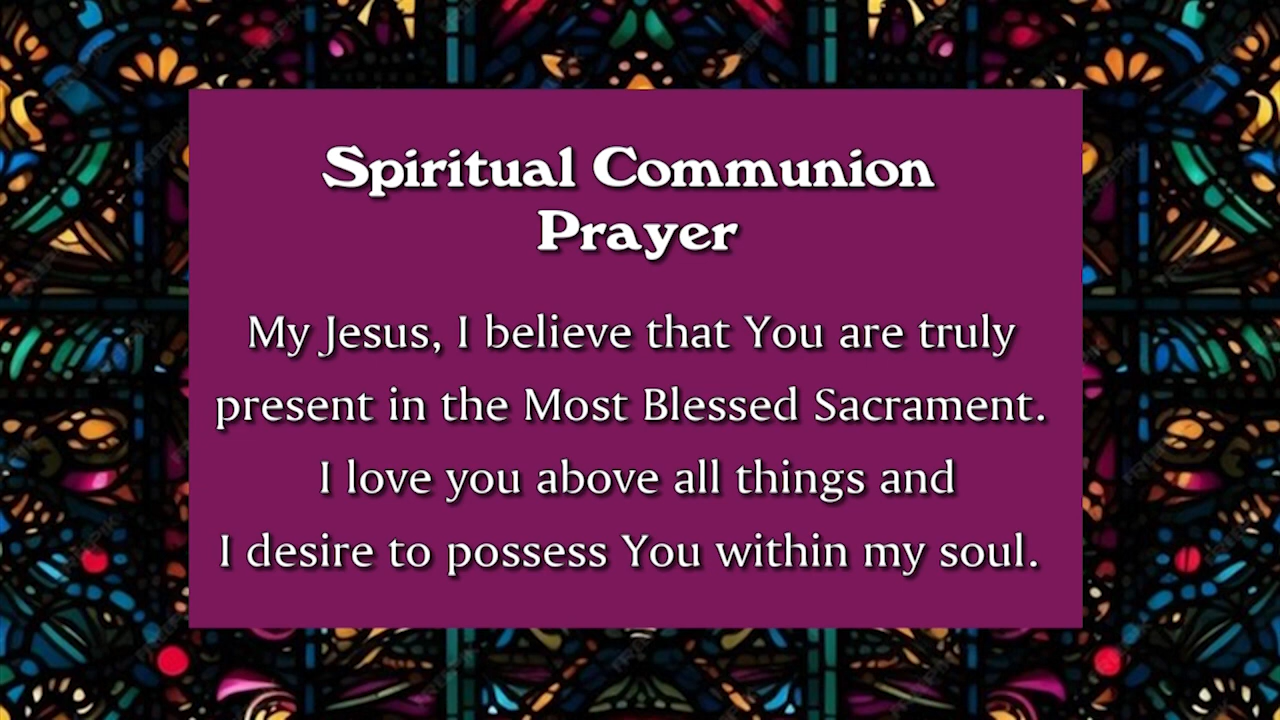 Spiritual Communion
Prayer
My Jesus, I believe that You are truly
present in the Most Blessed Sacrament.
I love you above all things and
I desire to possess You within my soul.